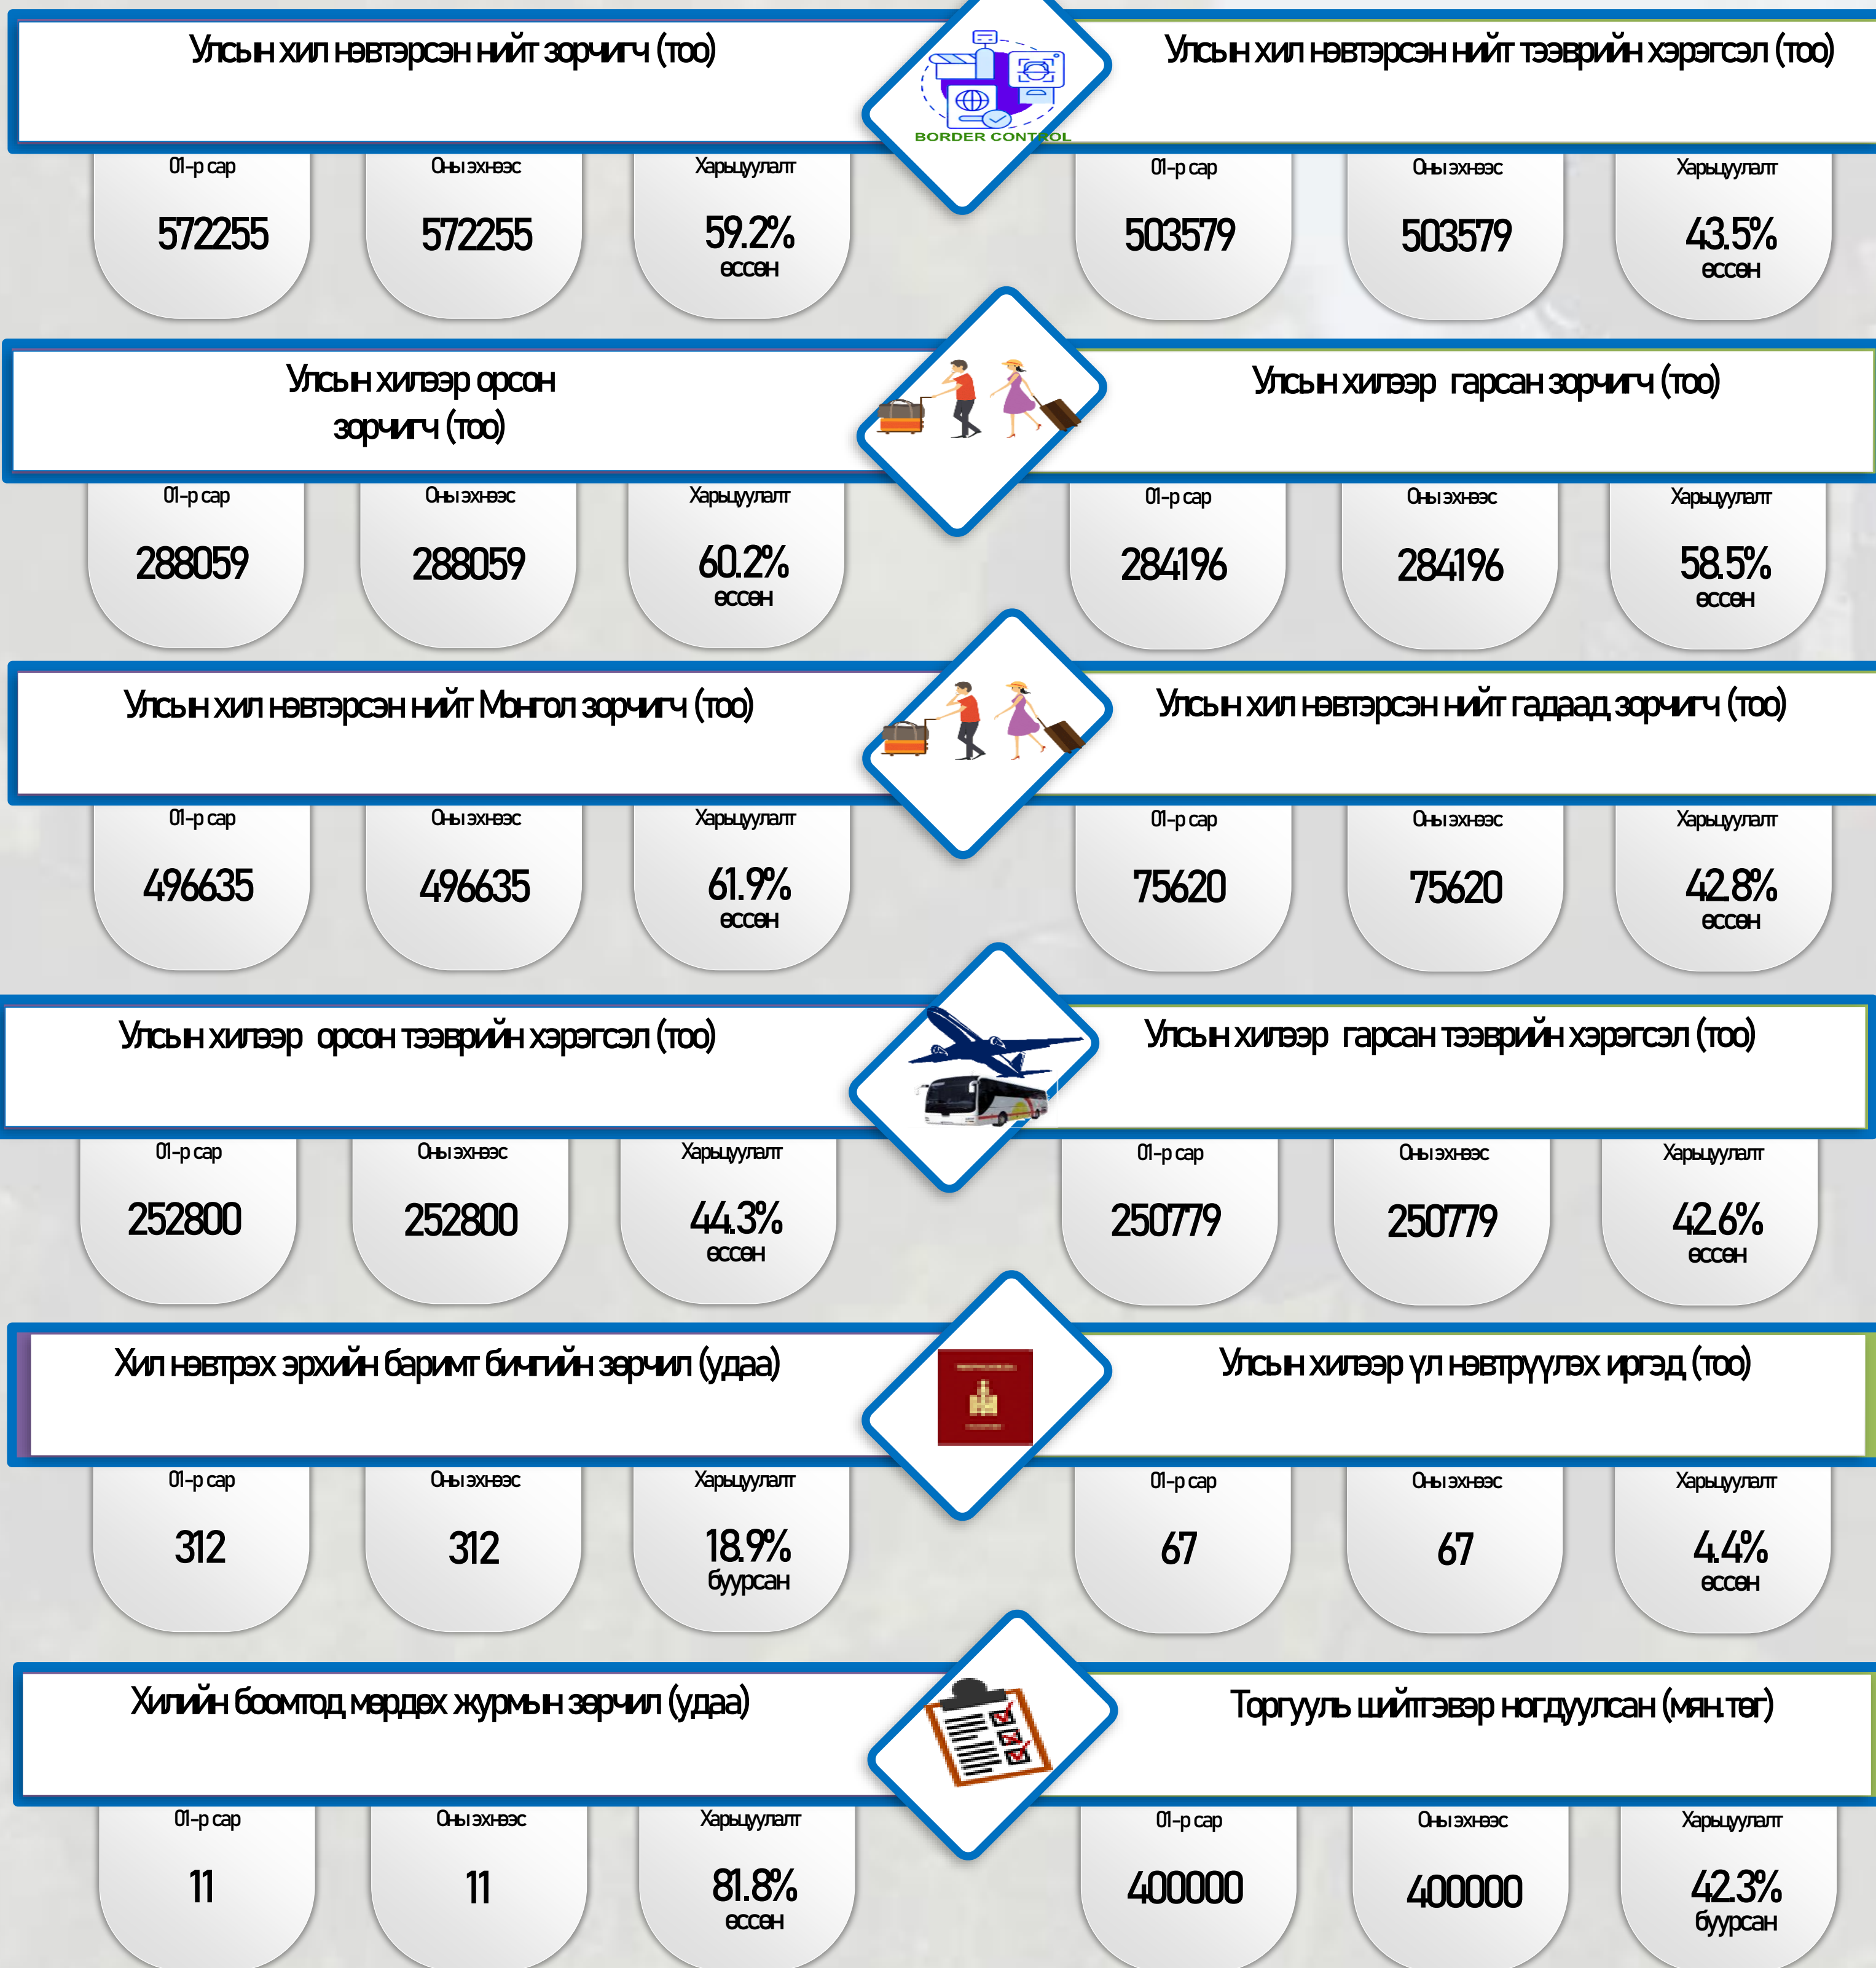 Улсын хил нэвтэрсэн нийт зорчигч (тоо)
Улсын хил нэвтэрсэн нийт тээврийн хэрэгсэл (тоо)
BORDER CONTROL
01-р сар
Оны эхнээс
Харьцуулалт
01-р сар
Оны эхнээс
Харьцуулалт
572255
572255
59.2%
өссөн
503579
503579
43.5%
өссөн
Улсын хилээр орсон
зорчигч (тоо)
Улсын хилээр гарсан зорчигч (тоо)
01-р сар
Оны эхнээс
Харьцуулалт
01-р сар
Оны эхнээс
Харьцуулалт
288059
288059
60.2%
өссөн
284196
284196
58.5%
өссөн
Улсын хил нэвтэрсэн нийт Монгол зорчигч (тоо)
Улсын хил нэвтэрсэн нийт гадаад зорчигч (тоо)
01-р сар
Оны эхнээс
Харьцуулалт
01-р сар
Оны эхнээс
Харьцуулалт
496635
496635
61.9%
өссөн
75620
75620
42.8%
өссөн
Улсын хилээр орсон тээврийн хэрэгсэл (тоо)
Улсын хилээр гарсан тээврийн хэрэгсэл (тоо)
01-р сар
Оны эхнээс
Харьцуулалт
01-р сар
Оны эхнээс
Харьцуулалт
252800
252800
44.3%
өссөн
250779
250779
42.6%
өссөн
Хил нэвтрэх эрхийн баримт бичгийн зөрчил (удаа)
Улсын хилээр үл нэвтрүүлэх иргэд (тоо)
01-р сар
Оны эхнээс
Харьцуулалт
01-р сар
Оны эхнээс
Харьцуулалт
312
312
18.9%
буурсан
67
67
4.4%
өссөн
Хилийн боомтод мөрдөх журмын зөрчил (удаа)
Торгууль шийтгэвэр ногдуулсан (мян.төг)
01-р сар
Оны эхнээс
Харьцуулалт
01-р сар
Оны эхнээс
Харьцуулалт
11
11
81.8%
өссөн
400000
400000
42.3%
буурсан